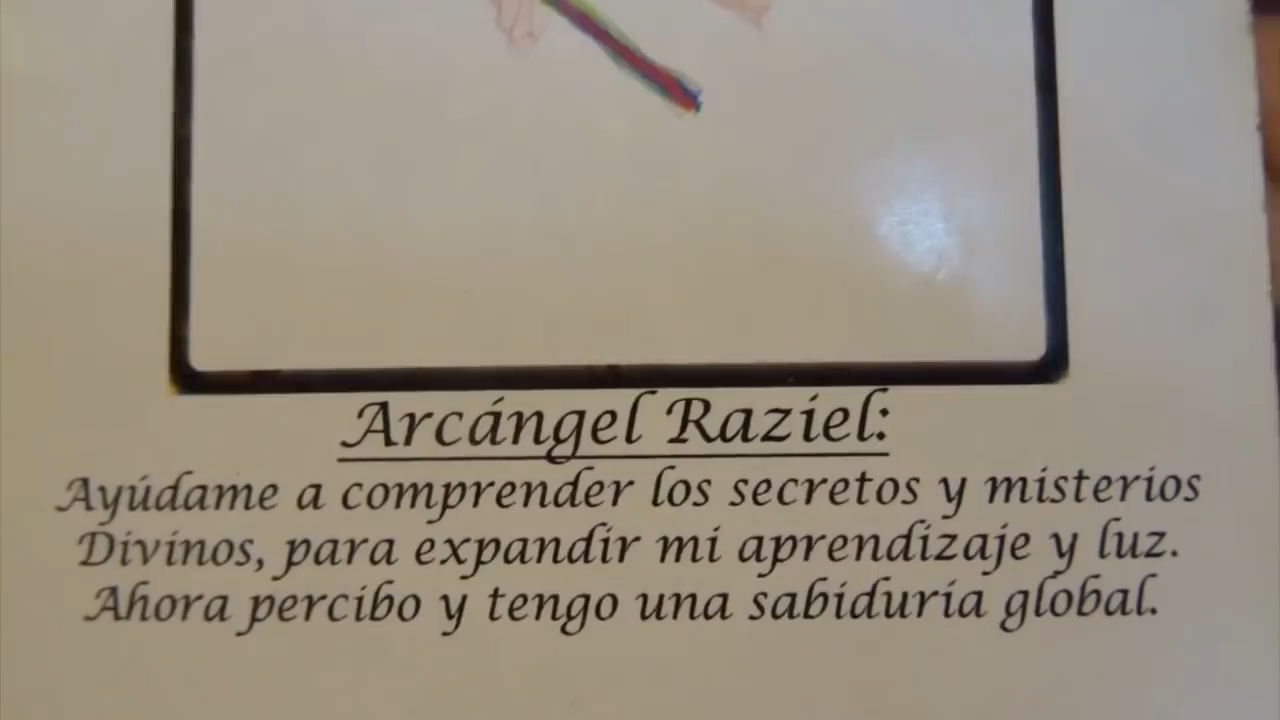 Arcángel Raziel:
Ayúdame a comprender los secretos y misterios
Divinos, para expandir mi aprendizaje y luz.
Ahora percibo y tengo una sabiduría global.